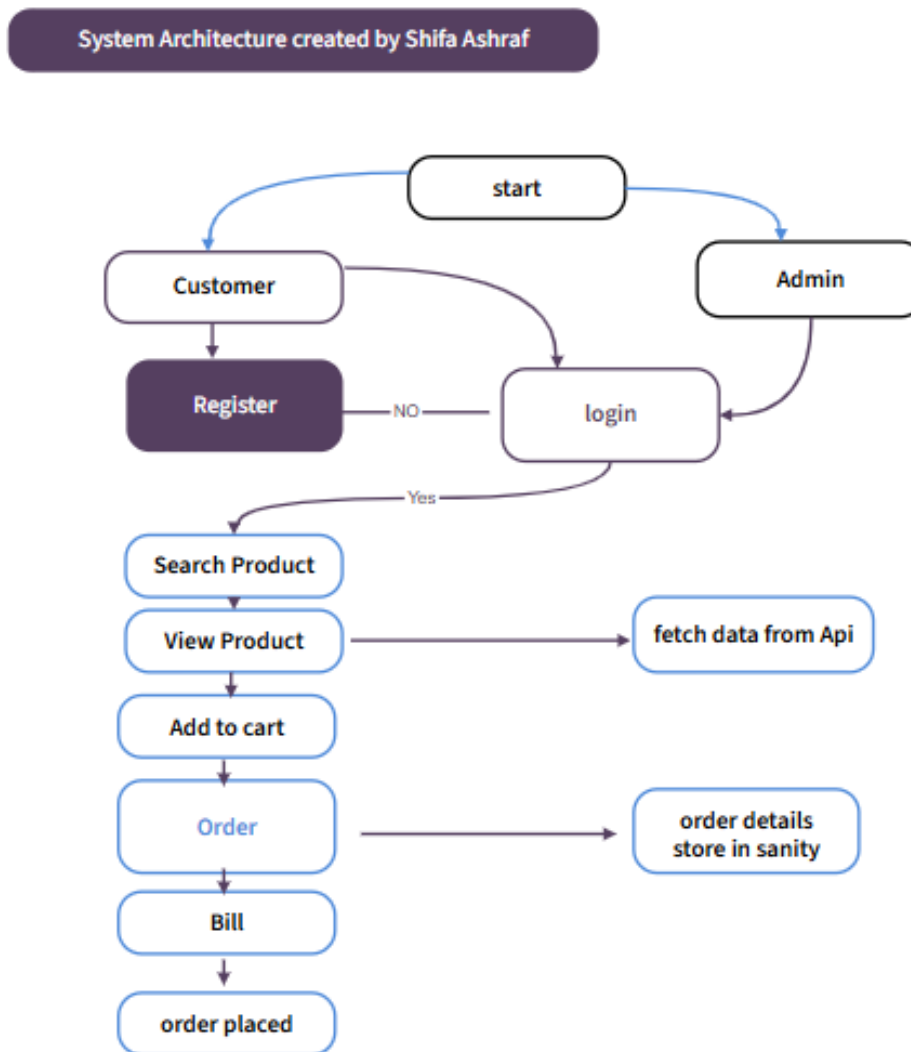 System Architecture created by Shifa Ashraf
start
Customer
Admin
Register
NO
login
Yes
Search Product
View Product
fetch data from Api
Add to cart
Order
order details
store in sanity
Bill
order placed